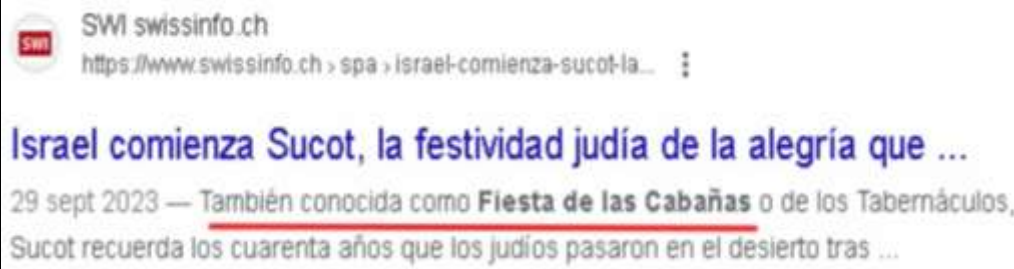 SWI swissinfo.ch
SWI
https://www.swissinfo.ch › spa › israel-comienza-sucot-la...
Israel comienza Sucot, la festividad judía de la alegría que ...
29 sept 2023 — También conocida como Fiesta de las Cabañas o de los Tabernáculos,
Sucot recuerda los cuarenta años que los judíos pasaron en el desierto tras ...